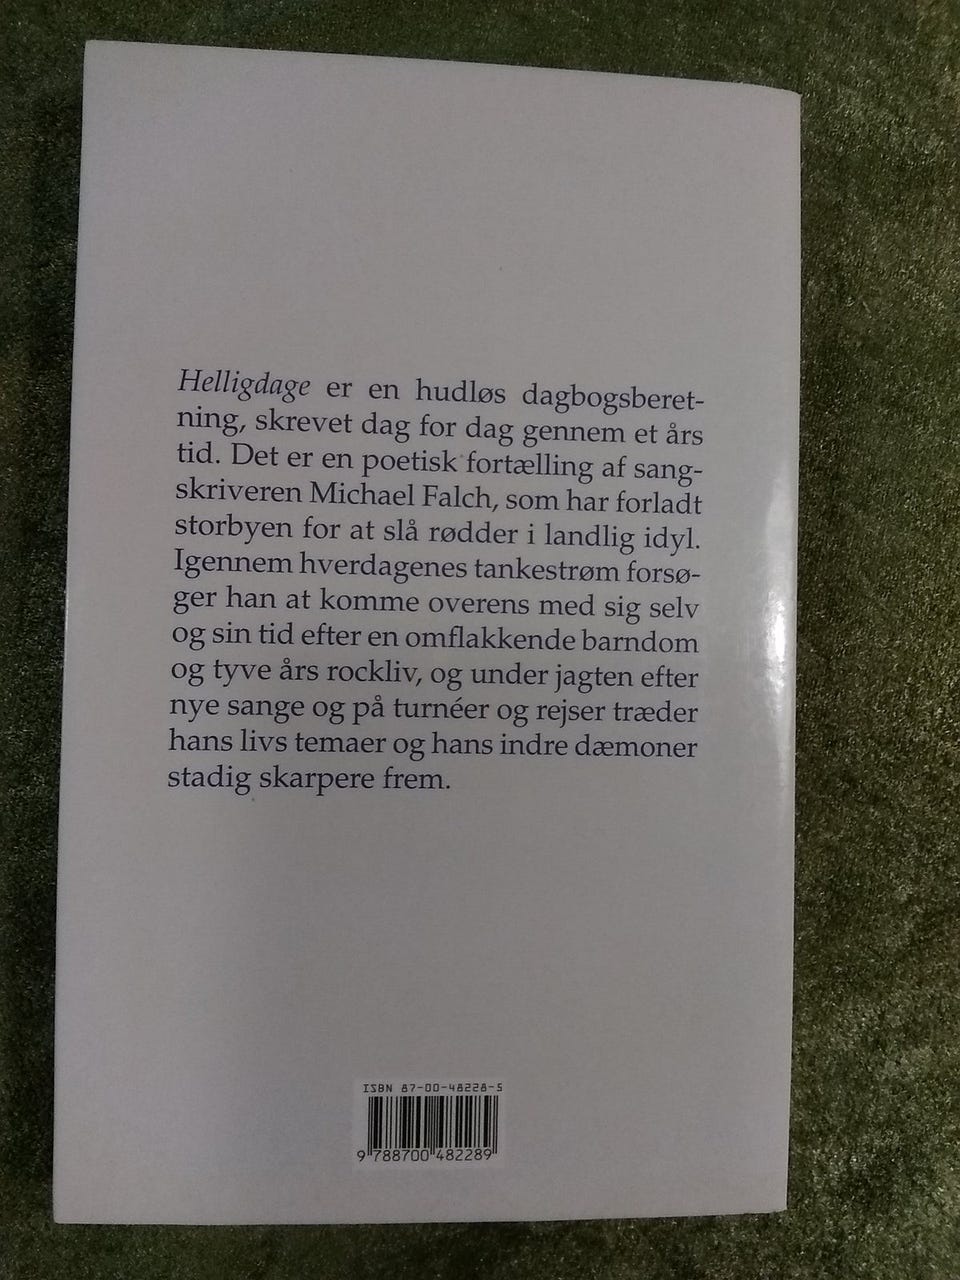 Helligdage er en hudløs dagbogsberet-
ning, skrevet dag for dag gennem et års
tid. Det er en poetisk fortælling af sang-
skriveren Michael Falch, som har forladt
storbyen for at slå rødder i landlig idyl.
Igennem hverdagenes tankestrøm forsø-
ger han at komme overens med sig selv
og sin tid efter en omflakkende barndom
og tyve års rockliv, og under jagten efter
nye sange og på turnéer og rejser træder
hans livs temaer og hans indre dæmoner
stadig skarpere frem.
ISBN 87-00-48228-5
9 788700 482289